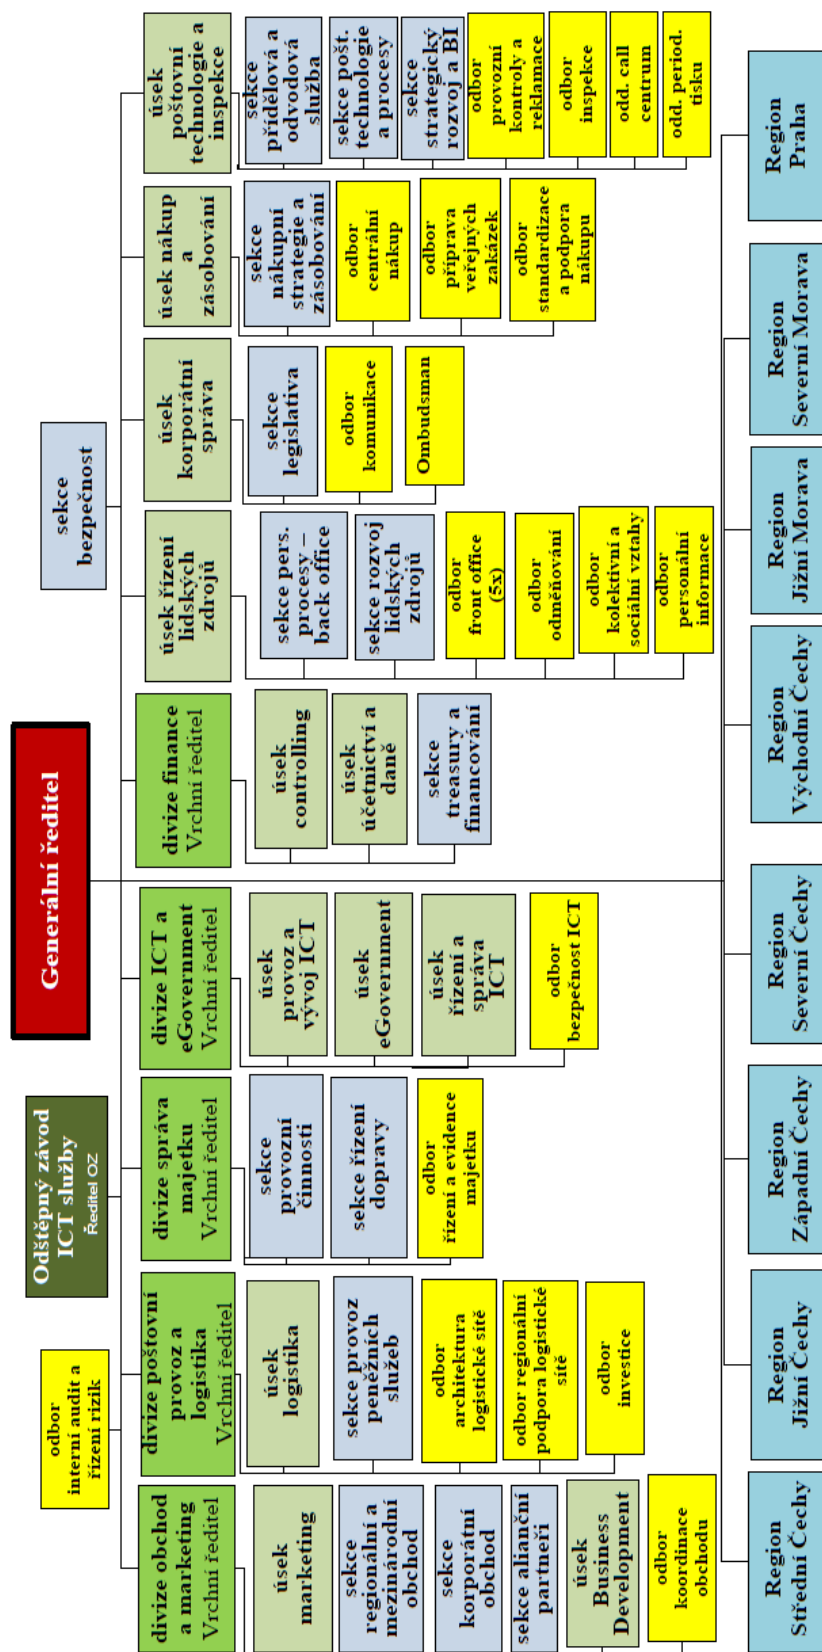 Generální ředitel
odbor
interní audit a
řízení rizik
Odštěpný závod
ICT služby
Ředitel OZ
sekce
bezpečnost
divize obchod
a marketing
Vrchní ředitel
úsek
marketing
sekce
regionální a
mezinárodní
obchod
sekce
korporátní
obchod
sekce alianční
partneři
úsek
Business
Development
odbor
koordinace
obchodu
divize poštovní
provoz a
logistika
Vrchní ředitel
úsek
logistika
sekce provoz
peněžních
služeb
odbor
architektura
logistické sítě
odbor regionální
podpora logistické
sítě
odbor
investice
divize správa
majetku
Vrchní ředitel
sekce
provozní
činnosti
sekce řízení
dopravy
odbor
řízení a evidence
majetku
divize ICT a
eGovernment
Vrchní ředitel
úsek
provoz a
vývoj ICT
úsek
eGovernment
úsek
řízení a
správa
ICT
odbor
bezpečnost ICT
divize finance
Vrchní ředitel
úsek
controlling
úsek
účetnictví a
daně
sekce
treasury a
financování
úsek řízení
lidských
zdrojů
sekce pers.
procesy –
back office
sekce rozvoj
lidských
zdrojů
odbor
front office
(5x)
odbor
odměňování
odbor
kolektivní a
sociální vztahy
odbor
personální
informace
úsek
korporátní
správa
sekce
legislativa
odbor
komunikace
Ombudsman
úsek nákup
a
zásobování
sekce
nákupní
strategie a
zásobování
odbor
centrální
nákup
odbor
příprava
veřejných
zakázek
odbor
standardizace
a podpora
nákupu
úsek
poštovní
technologie a
inspekce
sekce
přídělová a
odvodová
služba
sekce pošt.
technologie
a procesy
sekce
strategický
rozvoj a BI
odbor
provozní
kontroly a
reklamace
odbor
inspekce
odd. call
centrum
odd. period.
tisku
Region
Střední Čechy
Region
Jižní Čechy
Region
Západní Čechy
Region
Severní Čechy
Region
Východní Čechy
Region
Jižní Morava
Region
Severní Morava
Region
Praha